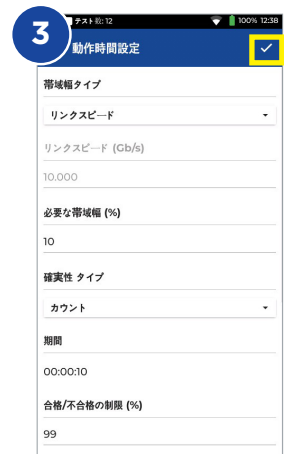 3
テスト 数: 12
100% 12:38
動作時間設定
帯域幅タイプ
リンクスピード
リンクスピード (Gb/s)
10.000
必要な帯域幅 (%)
10
確実性 タイプ
カウント
期間
00:00:10
合格/不合格の制限 (%)
99